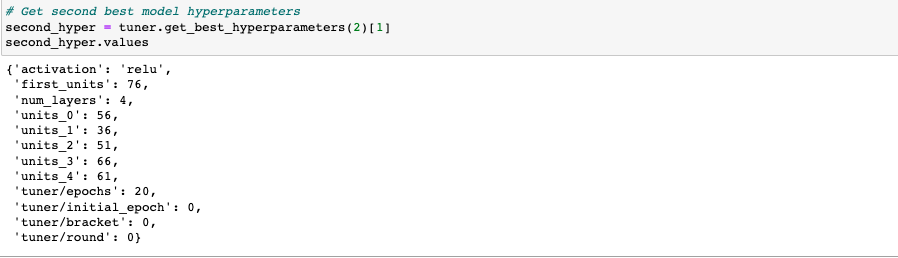 # Get second best model hyperparameters
second_hyper = tuner.get_best_hyperparameters(2)[1]
second_hyper.values
{'activation': 'relu',
 'first_units': 76,
 'num_layers': 4,
 'units_0': 56,
 'units_1': 36,
 'units_2': 51,
 'units_3': 66,
 'units_4': 61,
 'tuner/epochs': 20,
 'tuner/initial_epoch': 0,
 'tuner/bracket': 0,
 'tuner/round': 0}